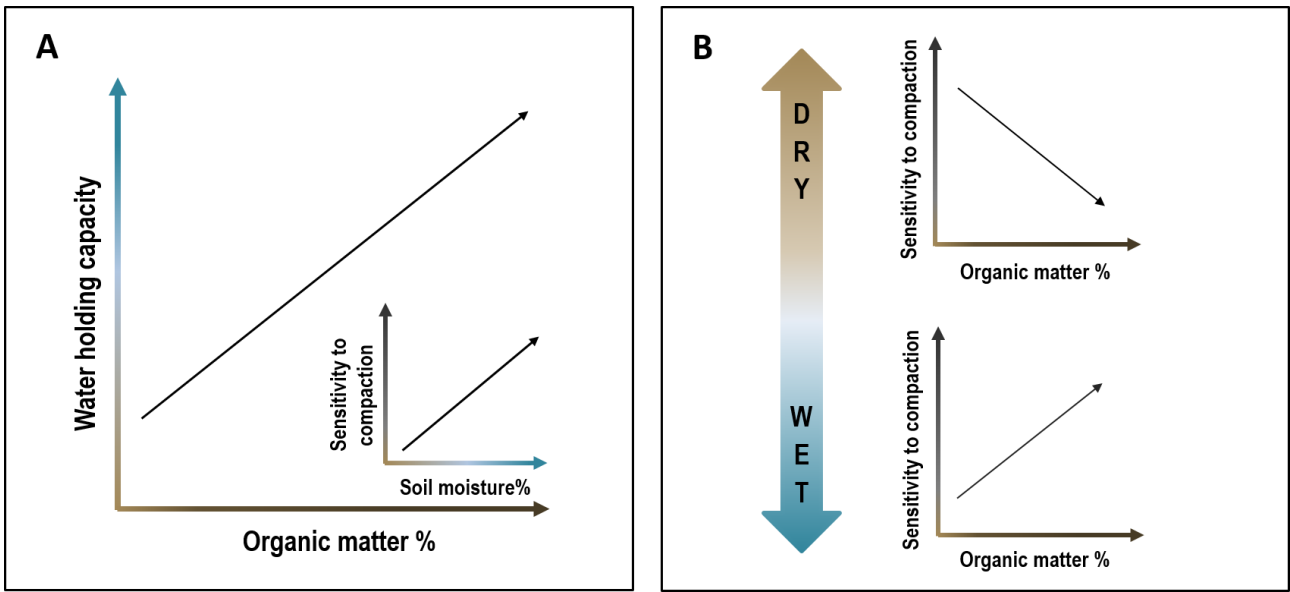 A
Water holding capacity
Sensitivity to
compaction
Soil moisture%
Organic matter %
B
D
R
Y
W
E
T
Sensitivity to compaction
Organic matter %
Sensitivity to compaction
Organic matter %